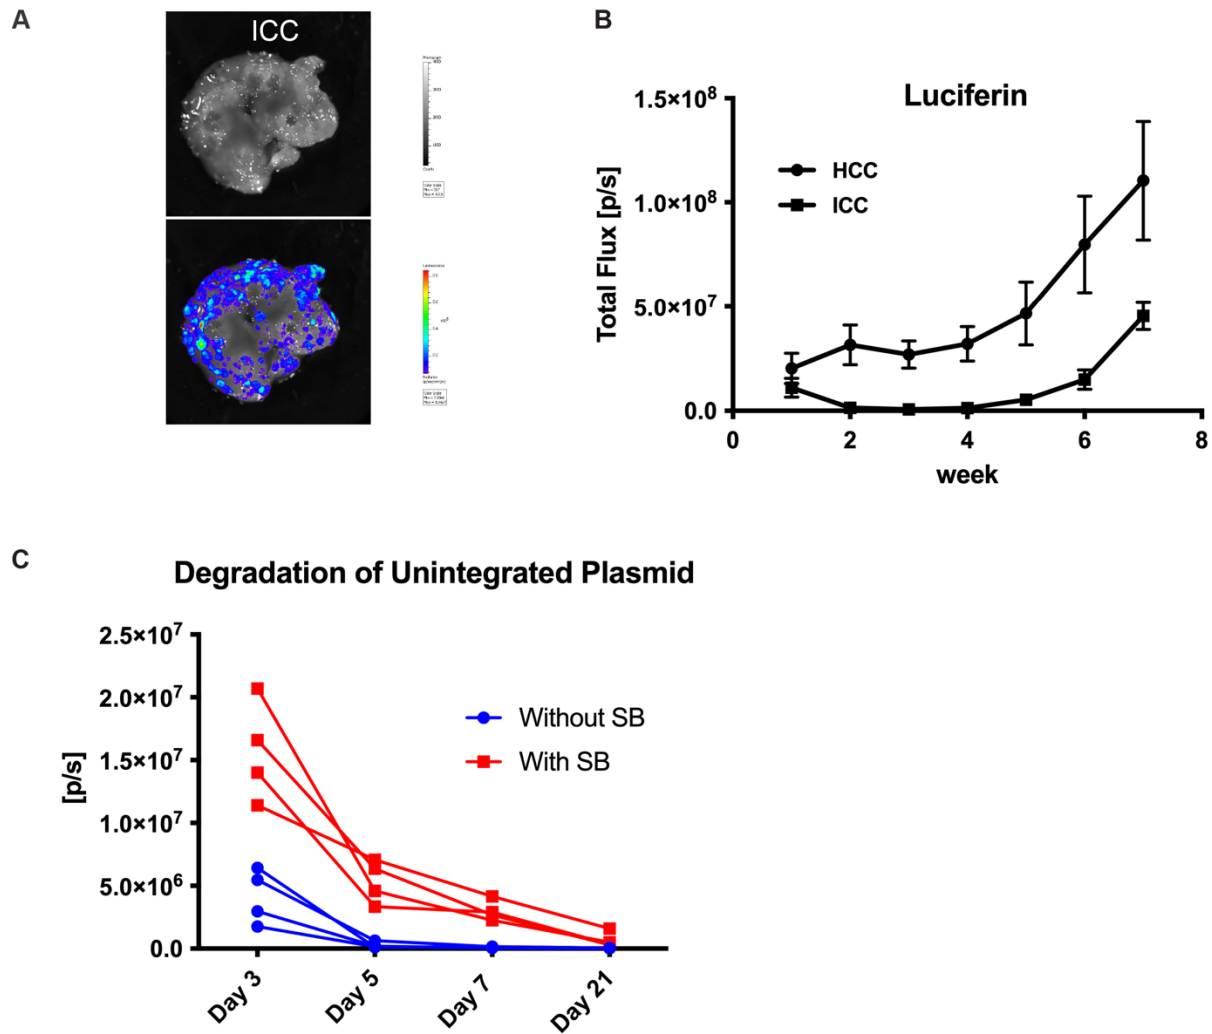 A
ICC
B
Luciferin
1.5×10⁸
1.0×10⁸
5.0×10⁷
0.0
Total Flux [p/s]
HCC
ICC
0 2 4 6 8
week
C
Degradation of Unintegrated Plasmid
2.5×10⁷
2.0×10⁷
1.5×10⁷
1.0×10⁷
5.0×10⁶
0.0
[p/s]
Without SB
With SB
Day 3 Day 5 Day 7 Day 21